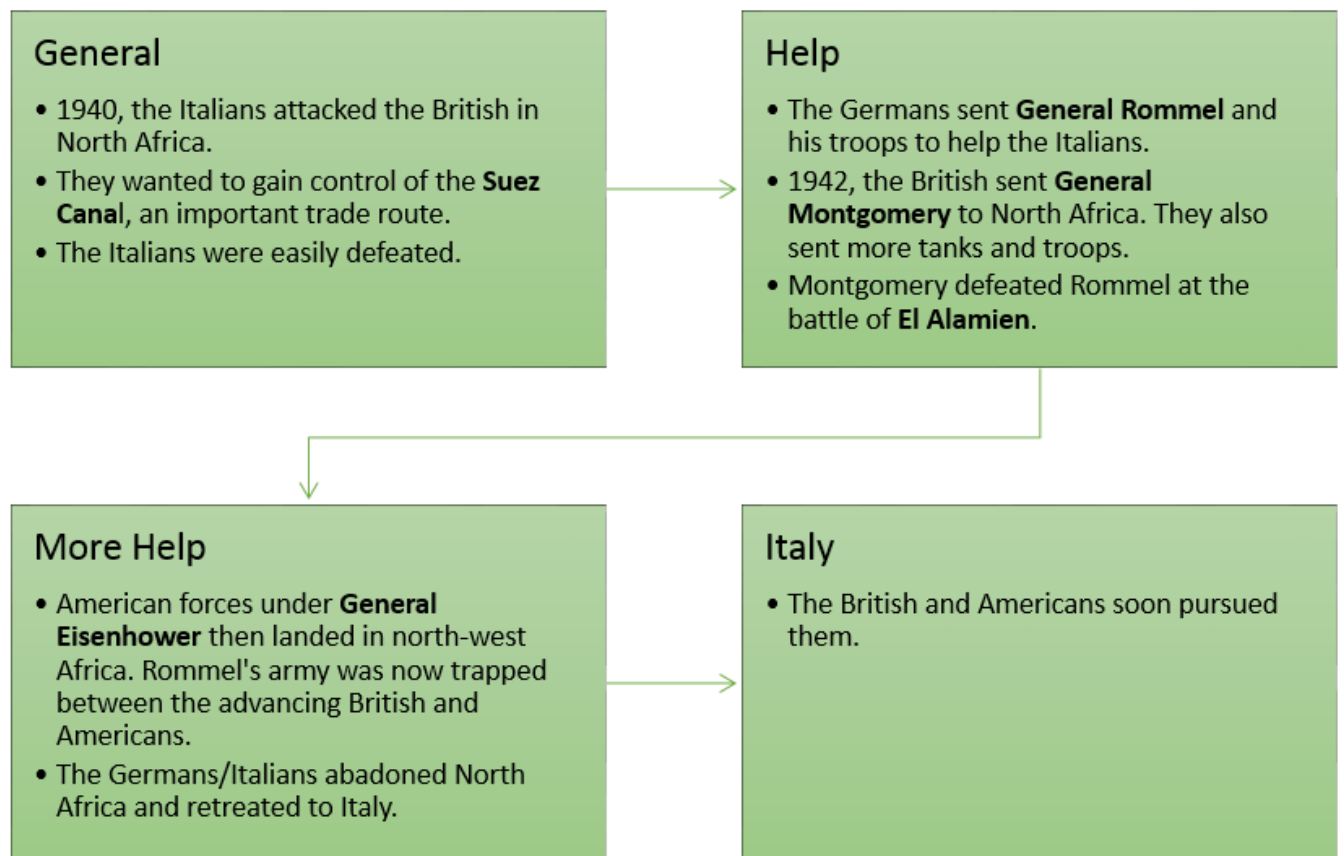 General
• 1940, the Italians attacked the British in
North Africa.
• They wanted to gain control of the Suez
Canal, an important trade route.
• The Italians were easily defeated.
Help
• The Germans sent General Rommel and
his troops to help the Italians.
• 1942, the British sent General
Montgomery to North Africa. They also
sent more tanks and troops.
• Montgomery defeated Rommel at the
battle of El Alamien.
More Help
• American forces under General
Eisenhower then landed in north-west
Africa. Rommel's army was now trapped
between the advancing British and
Americans.
• The Germans/Italians abadoned North
Africa and retreated to Italy.
Italy
• The British and Americans soon pursued
them.